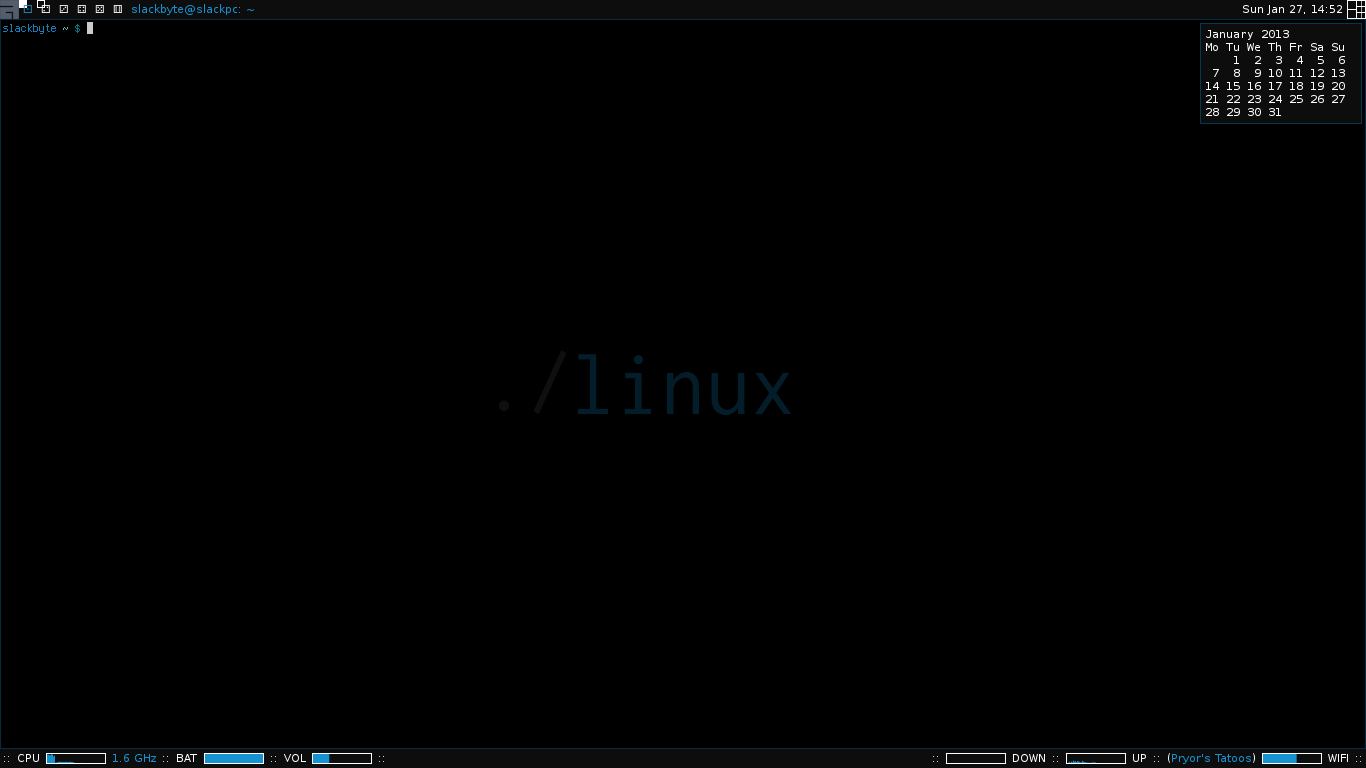 slackbyte@slackpc: ~
Sun Jan 27, 14:52
slackbyte ~ $
January 2013
Mo Tu We Th Fr Sa Su
1 2 3 4 5 6
7 8 9 10 11 12 13
14 15 16 17 18 19 20
21 22 23 24 25 26 27
28 29 30 31
./linux
:: CPU 1.6 GHz :: BAT :: VOL ::
:: DOWN :: UP :: (Pryor's Tatoos) WIFI ::